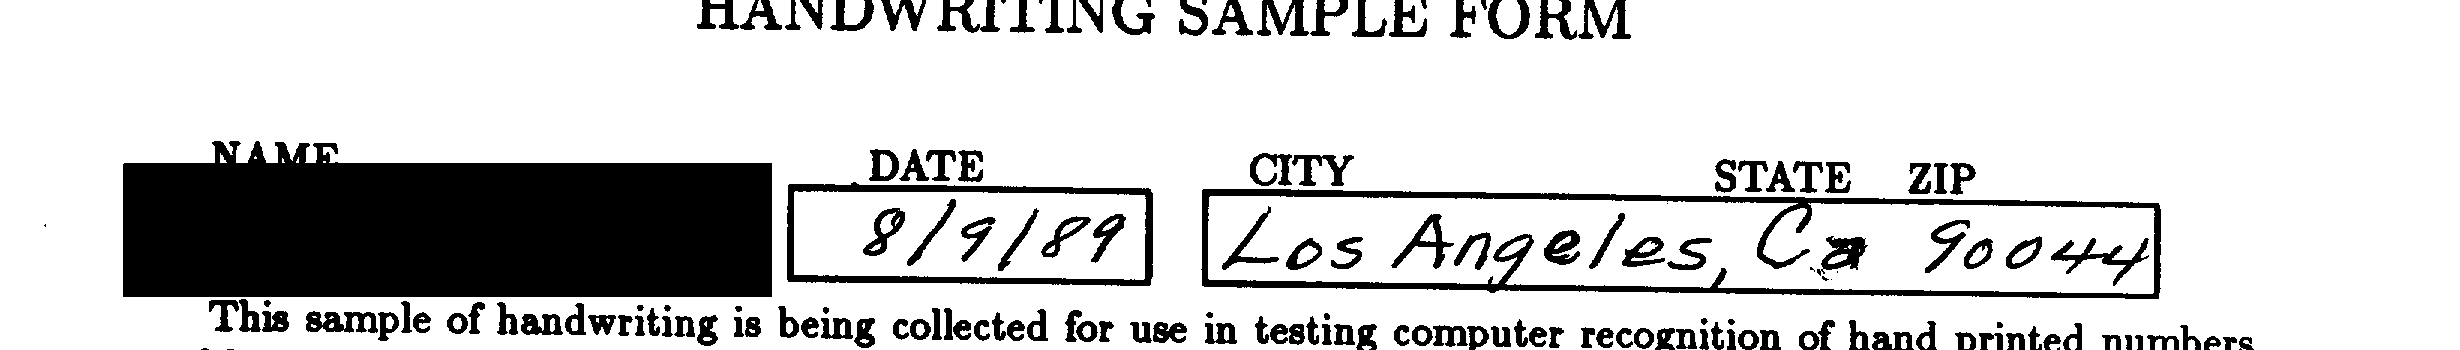 HANDWRITING SAMPLE FORM
NAME DATE CITY STATE ZIP
8/9/89 Los Angeles, Ca 90044
This sample of handwriting is being collected for use in testing computer recognition of hand printed numbers